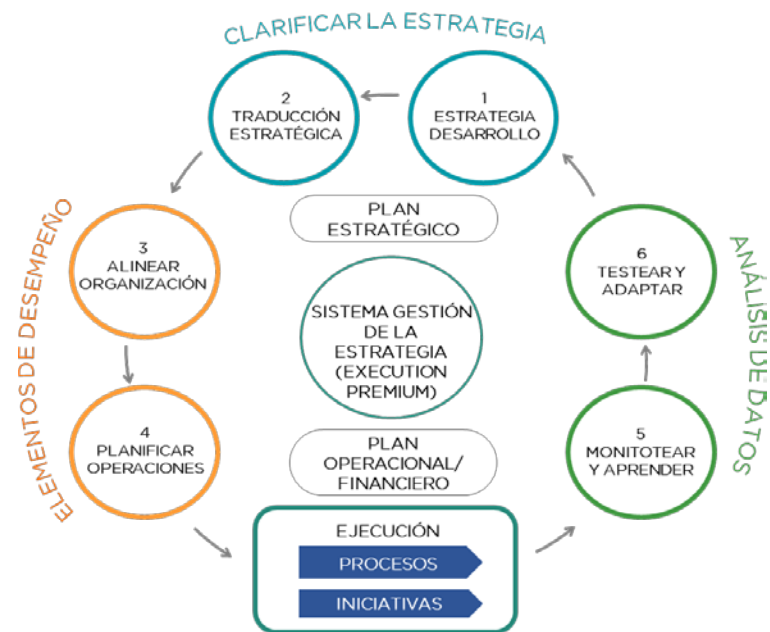 CLARIFICAR LA ESTRATEGIA
1
ESTRATEGIA
DESARROLLO
2
TRADUCCIÓN
ESTRATÉGICA
ELEMENTOS DE DESEMPEÑO
3
ALINEAR
ORGANIZACIÓN
4
PLANIFICAR
OPERACIONES
PLAN
ESTRATÉGICO
SISTEMA GESTIÓN
DE LA
ESTRATEGIA
(EXECUTION
PREMIUM)
PLAN
OPERACIONAL/
FINANCIERO
EJECUCIÓN
PROCESOS
INICIATIVAS
5
MONITOTEAR
Y APRENDER
6
TESTEAR Y
ADAPTAR
ANÁLISIS DE DATOS